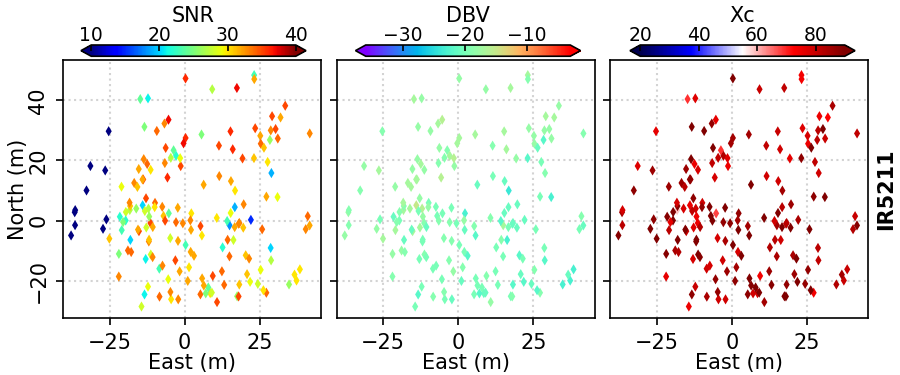 SNR DBV Xc
10 20 30 40 −30 −20 −10 20 40 60 80
40
20
0
−20
North (m)
−25 0 25 −25 0 25 −25 0 25
East (m) East (m) East (m)
IR5211